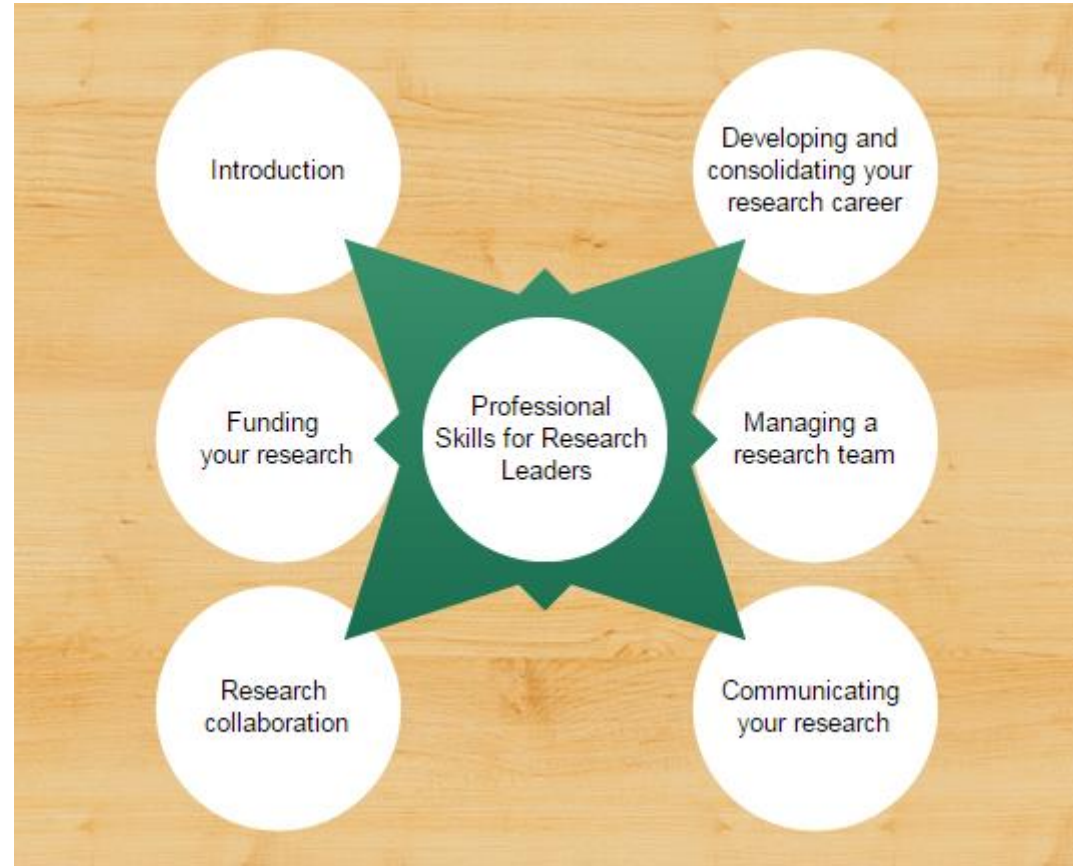 Introduction
Developing and
consolidating your
research career
Funding
your research
Professional
Skills for Research
Leaders
Managing a
research team
Research
collaboration
Communicating
your research